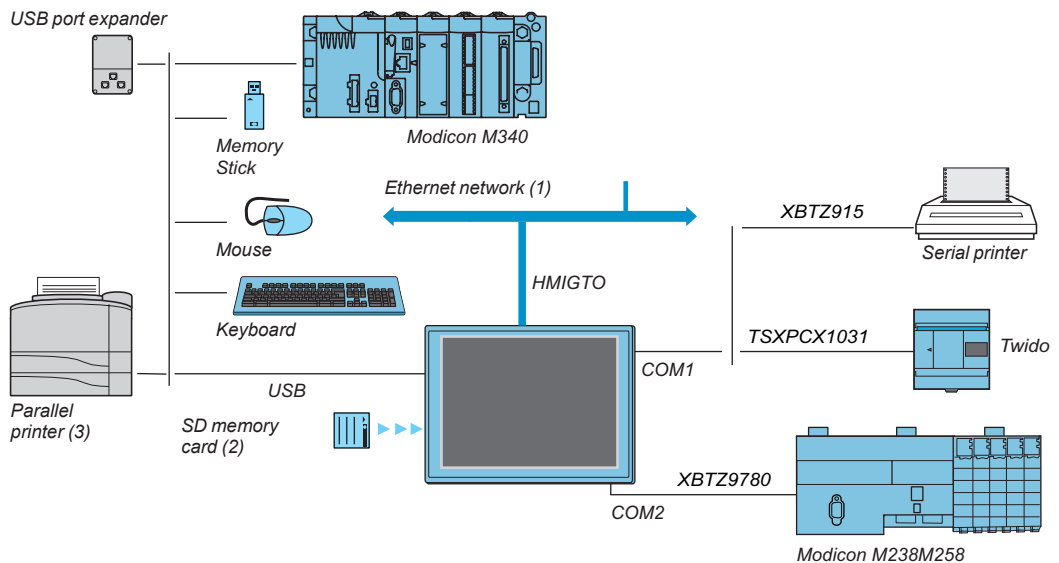 USB port expander
Modicon M340
Memory
Stick
Ethernet network (1)
XBTZ915
Mouse
Serial printer
HMIGTO
Keyboard
TSXPCX1031
Twido
COM1
USB
Parallel
printer (3)
SD memory
card (2)
XBTZ9780
COM2
Modicon M238M258